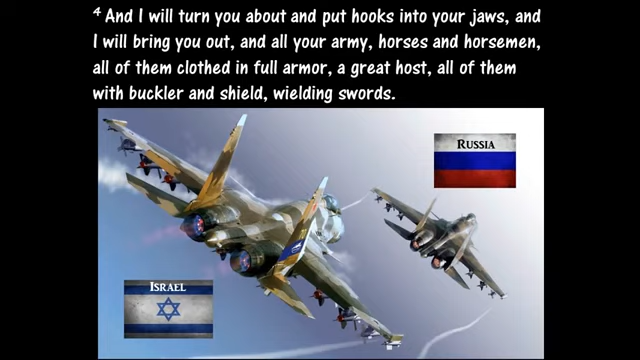 4 And I will turn you about and put hooks into your jaws, and
I will bring you out, and all your army, horses and horsemen,
all of them clothed in full armor, a great host, all of them
with buckler and shield, wielding swords.
Russia
Israel